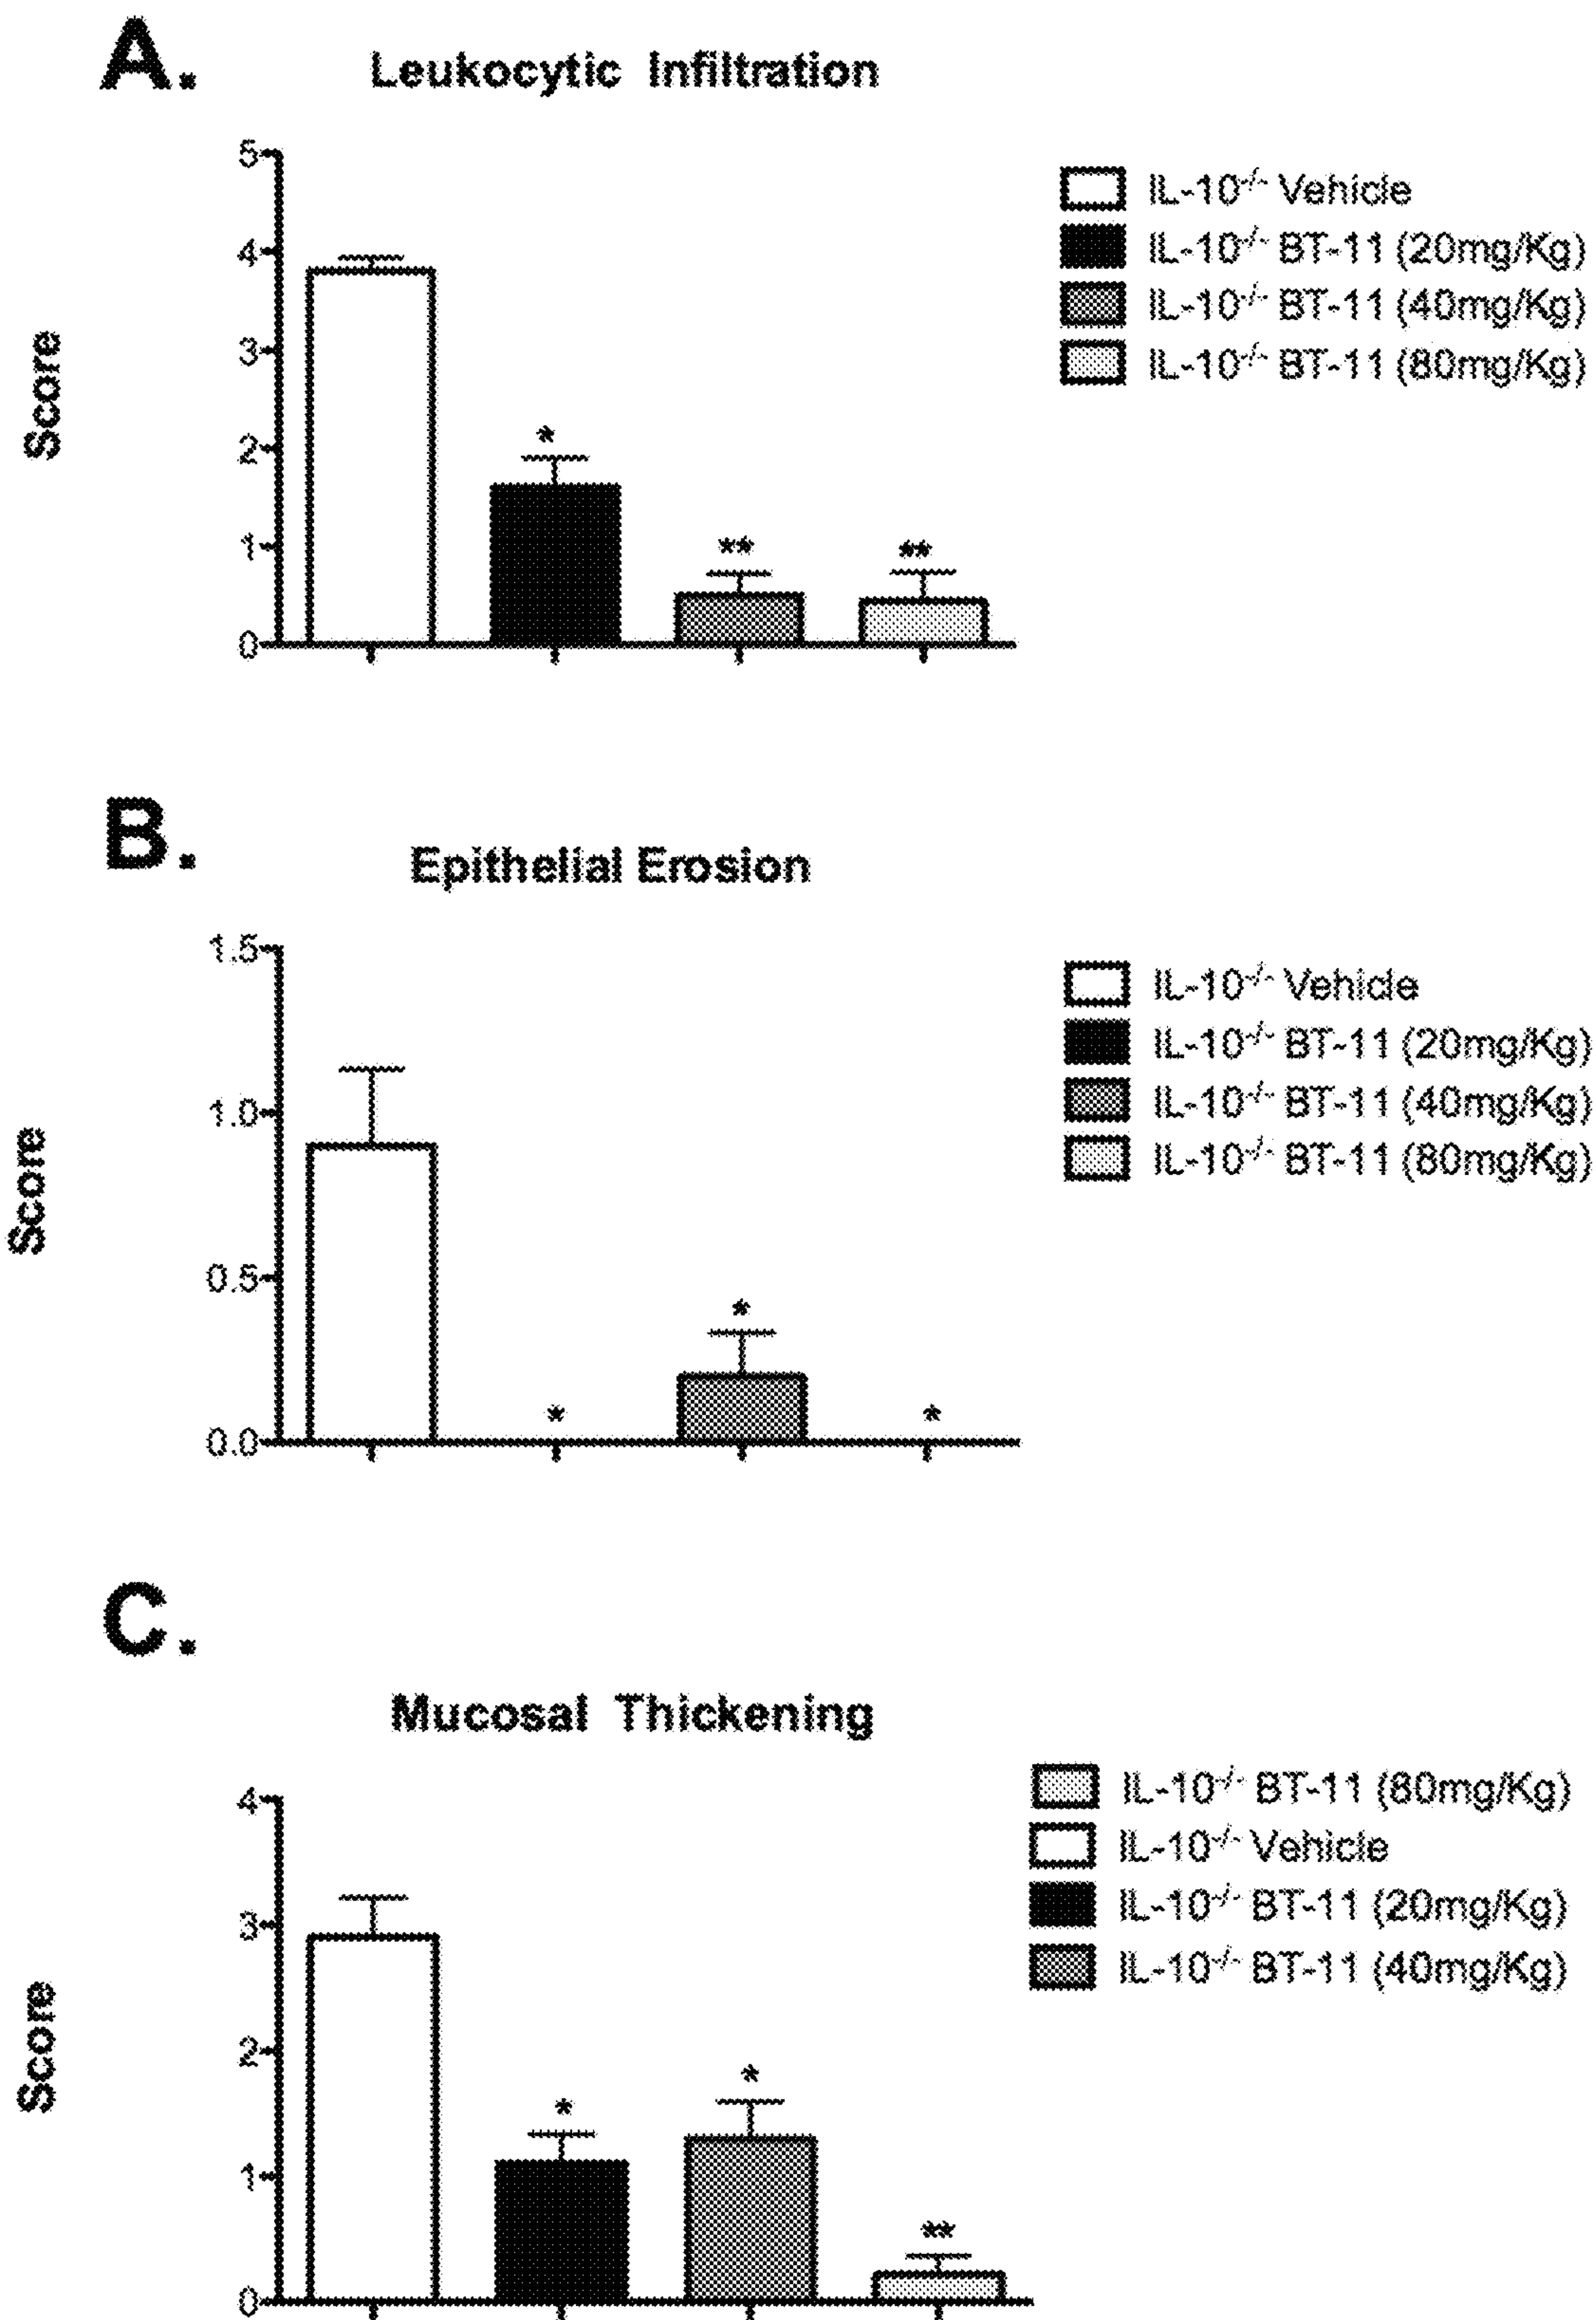 A.
Leukocytic Infiltration
Score
5
4
3
2
1
0
*
**
**
IL-10-/- Vehicle
IL-10-/- BT-11 (20mg/Kg)
IL-10-/- BT-11 (40mg/Kg)
IL-10-/- BT-11 (80mg/Kg)
B.
Epithelial Erosion
Score
1.5
1.0
0.5
0.0
*
*
*
IL-10-/- Vehicle
IL-10-/- BT-11 (20mg/Kg)
IL-10-/- BT-11 (40mg/Kg)
IL-10-/- BT-11 (80mg/Kg)
C.
Mucosal Thickening
Score
4
3
2
1
0
*
*
**
IL-10-/- BT-11 (80mg/Kg)
IL-10-/- Vehicle
IL-10-/- BT-11 (20mg/Kg)
IL-10-/- BT-11 (40mg/Kg)